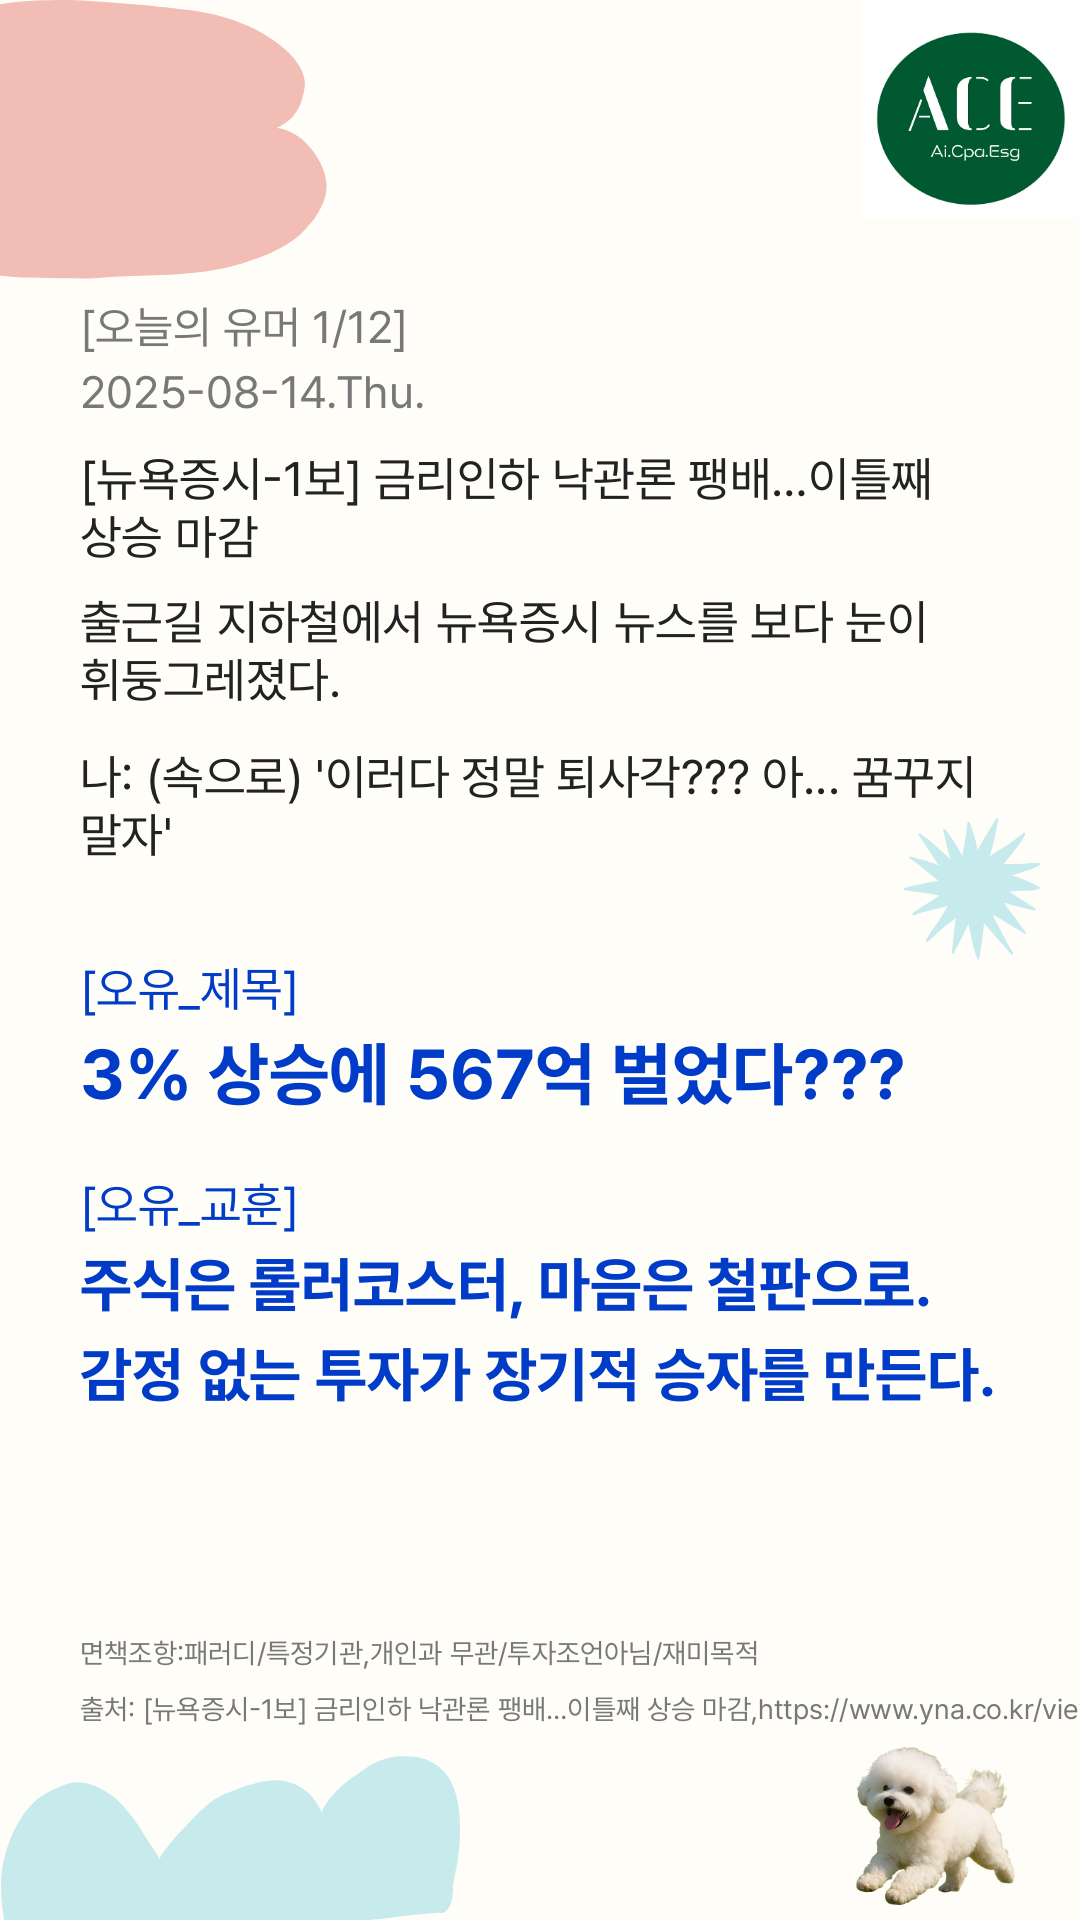 ACE
Ai.Cpa.Esg
[오늘의 유머 1/12]
2025-08-14.Thu.
[뉴욕증시-1보] 금리인하 낙관론 팽배...이틀째
상승 마감
출근길 지하철에서 뉴욕증시 뉴스를 보다 눈이
휘둥그레졌다.
나: (속으로) '이러다 정말 퇴사각??? 아... 꿈꾸지
말자'
[오유_제목]
3% 상승에 567억 벌었다???
[오유_교훈]
주식은 롤러코스터, 마음은 철판으로.
감정 없는 투자가 장기적 승자를 만든다.
면책조항:패러디/특정기관,개인과 무관/투자조언아님/재미목적
출처: [뉴욕증시-1보] 금리인하 낙관론 팽배...이틀째 상승 마감,https://www.yna.co.kr/vie